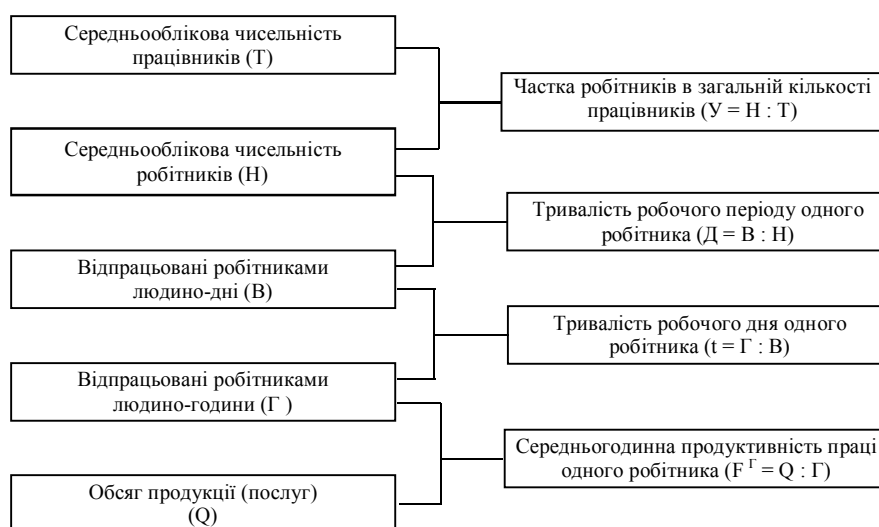 Середньооблікова чисельність
працівників (Т)
Частка робітників в загальній кількості
працівників (У = Н : Т)
Середньооблікова чисельність
робітників (Н)
Тривалість робочого періоду одного
робітника (Д = В : Н)
Відпрацьовані робітниками
людино-дні (В)
Тривалість робочого дня одного
робітника (t = Г : В)
Відпрацьовані робітниками
людино-години (Г )
Середньогодинна продуктивність праці
одного робітника (F Г = Q : Г)
Обсяг продукції (послуг)
(Q)